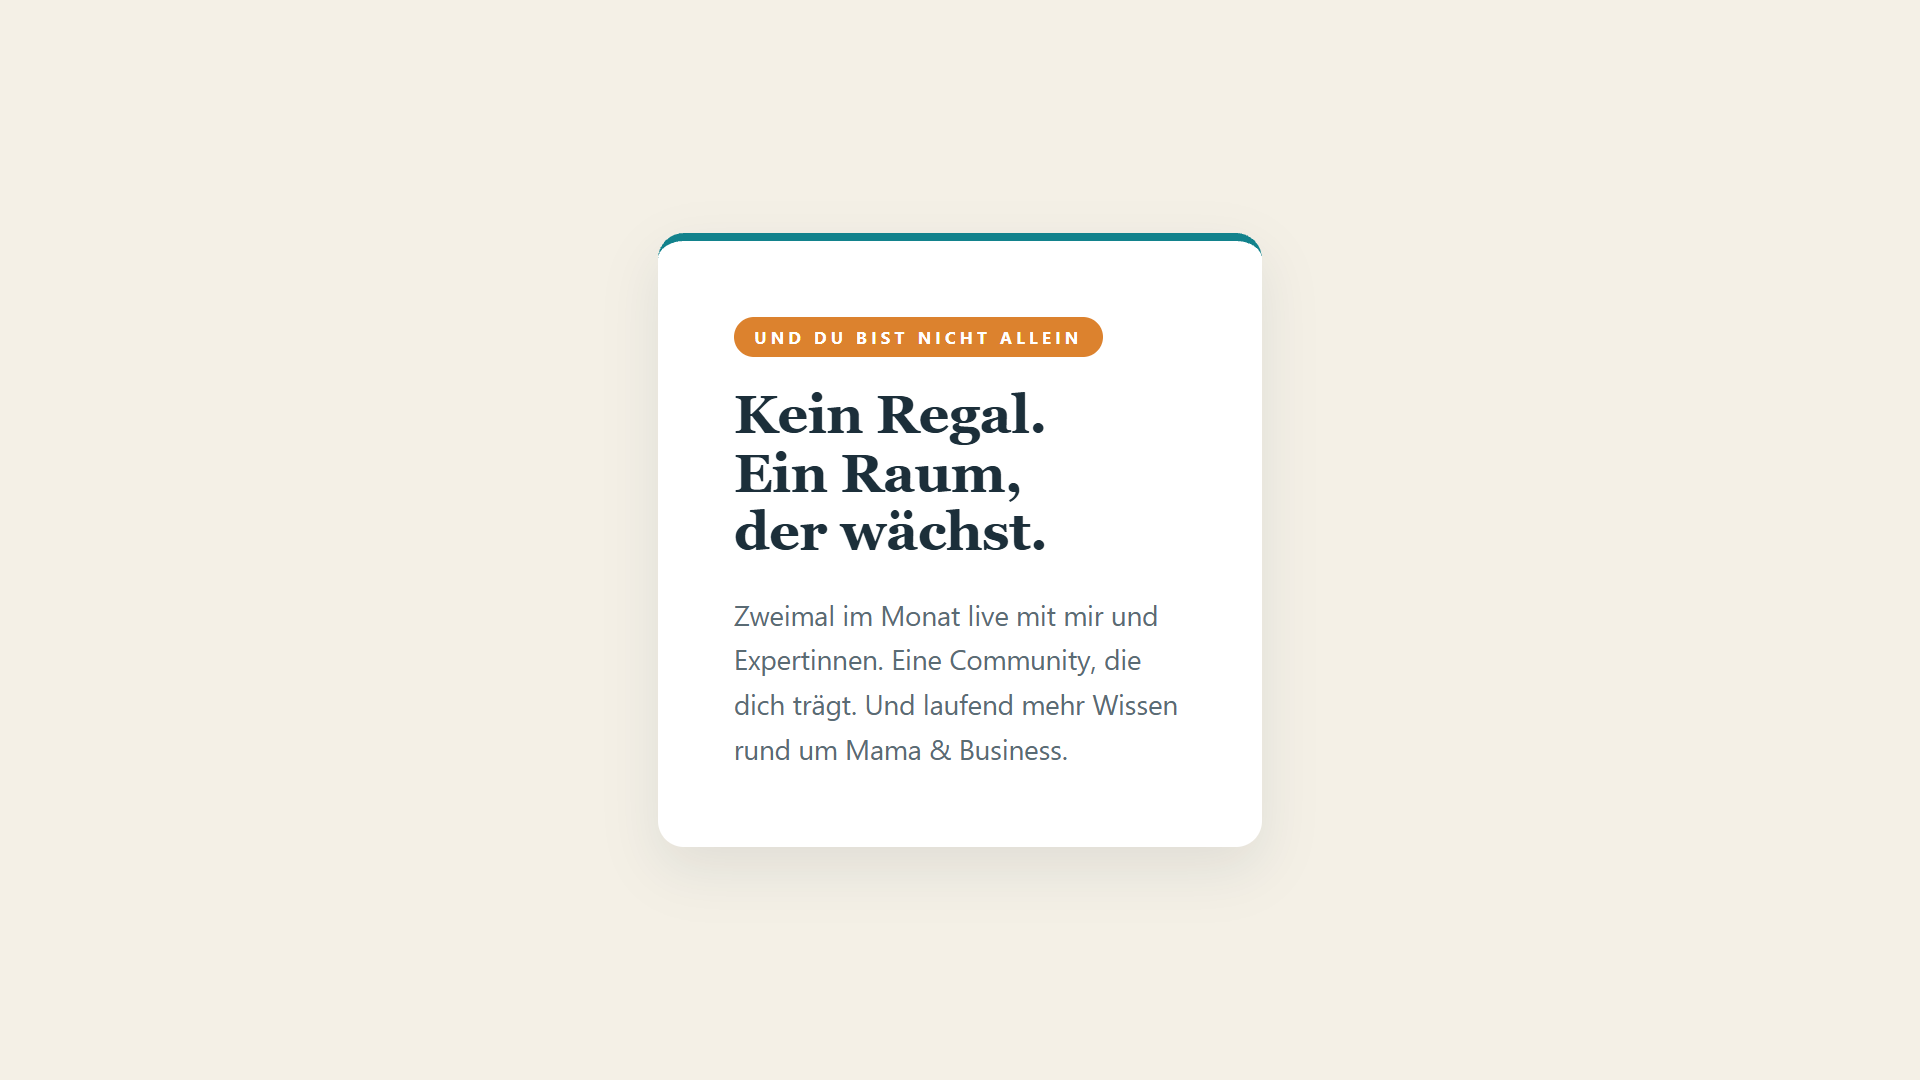 UND DU BIST NICHT ALLEIN
Kein Regal.
Ein Raum,
der wächst.
Zweimal im Monat live mit mir und
Expertinnen. Eine Community, die
dich trägt. Und laufend mehr Wissen
rund um Mama & Business.